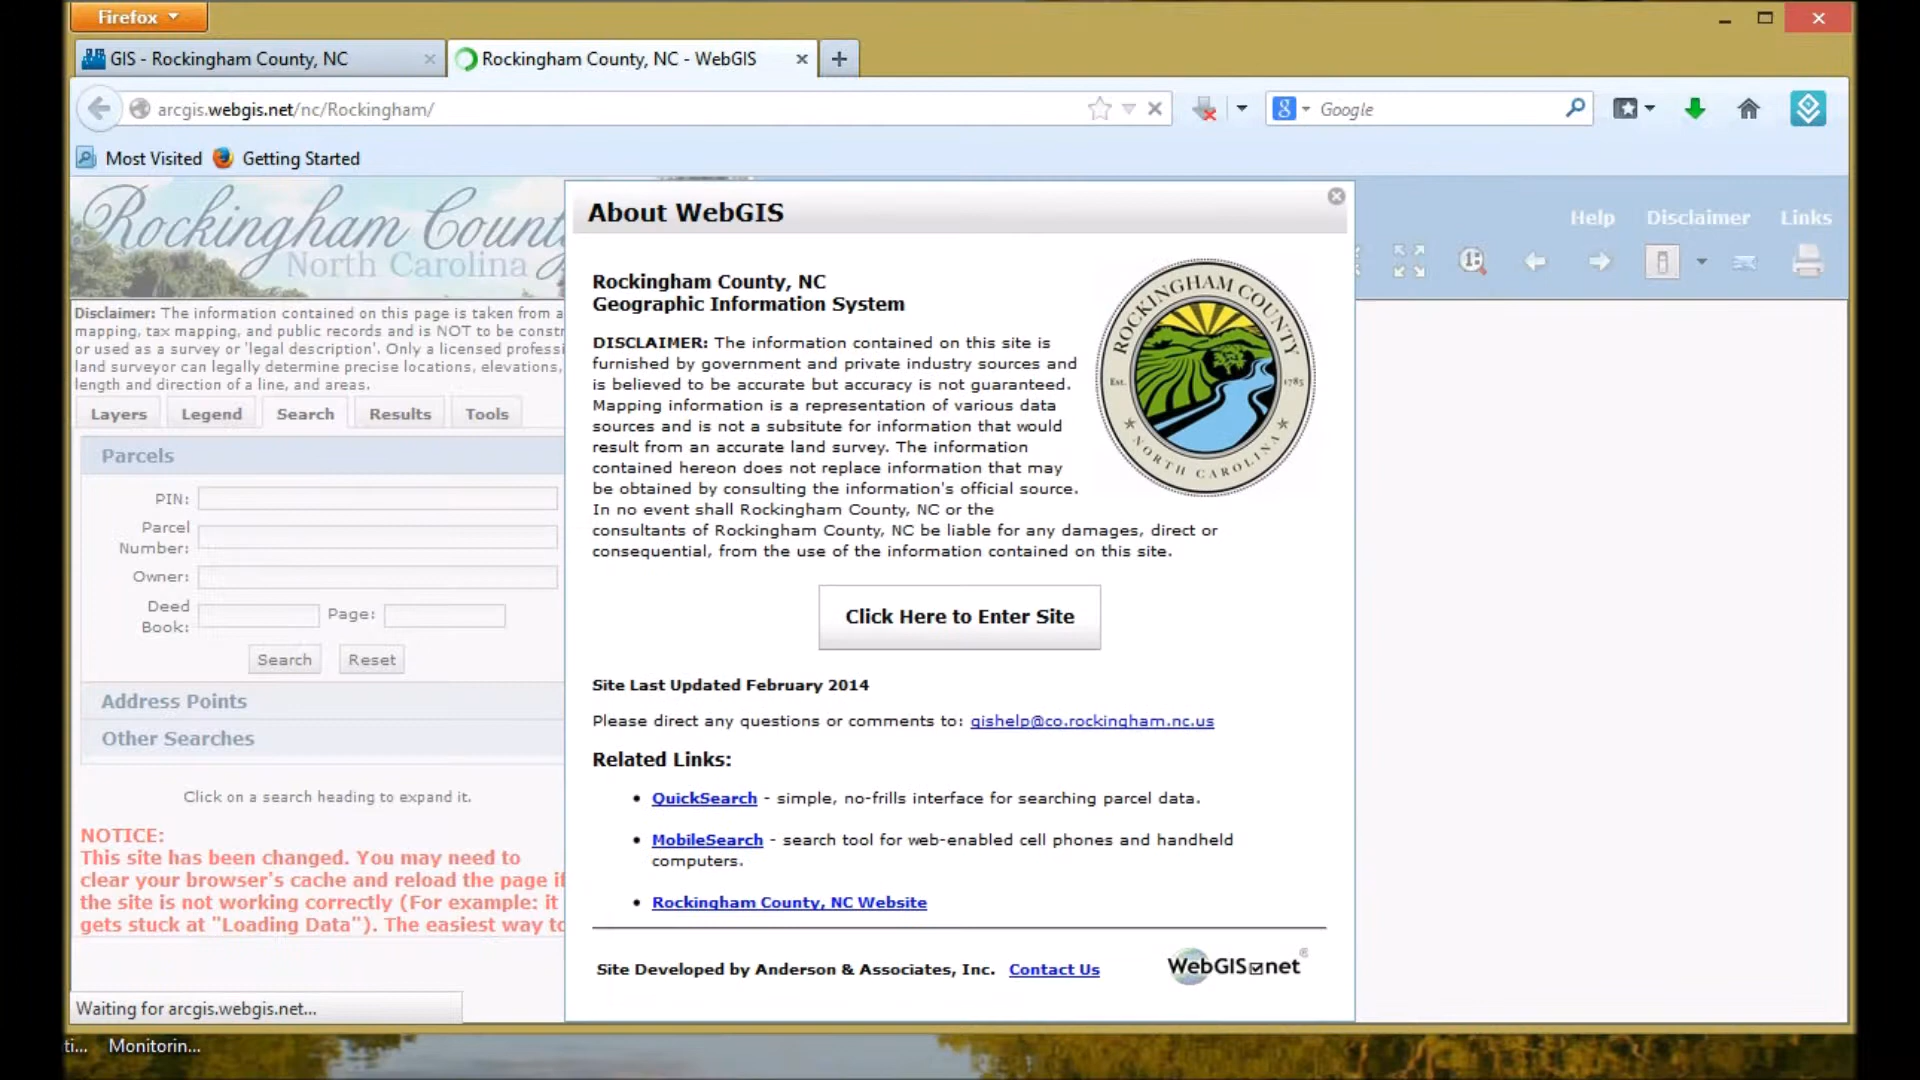 Firefox
GIS - Rockingham County, NC
Rockingham County, NC - WebGIS
arcgis.webgis.net/nc/Rockingham/
Google
Most Visited
Getting Started
Rockingham Count
North Carolina
Help Disclaimer Links
Disclaimer: The information contained on this page is taken from a
mapping, tax mapping, and public records and is NOT to be constr
or used as a survey or 'legal description'. Only a licensed professi
land surveyor can legally determine precise locations, elevations,
length and direction of a line, and areas.
Layers Legend Search Results Tools
Parcels
PIN:
Parcel
Number:
Owner:
Deed
Book:
Page:
Search Reset
Address Points
Other Searches
Click on a search heading to expand it.
NOTICE:
This site has been changed. You may need to
clear your browser's cache and reload the page if
the site is not working correctly (For example: it
gets stuck at "Loading Data"). The easiest way to
Waiting for arcgis.webgis.net...
About WebGIS
Rockingham County, NC
Geographic Information System
DISCLAIMER: The information contained on this site is
furnished by government and private industry sources and
is believed to be accurate but accuracy is not guaranteed.
Mapping information is a representation of various data
sources and is not a subsitute for information that would
result from an accurate land survey. The information
contained hereon does not replace information that may
be obtained by consulting the information's official source.
In no event shall Rockingham County, NC or the
consultants of Rockingham County, NC be liable for any damages, direct or
consequential, from the use of the information contained on this site.
ROCKINGHAM COUNTY
Est. 1785
NORTH CAROLINA
Click Here to Enter Site
Site Last Updated February 2014
Please direct any questions or comments to: gishelp@co.rockingham.nc.us
Related Links:
• QuickSearch - simple, no-frills interface for searching parcel data.
• MobileSearch - search tool for web-enabled cell phones and handheld
computers.
• Rockingham County, NC Website
Site Developed by Anderson & Associates, Inc. Contact Us
WebGIS net®
ti... Monitorin...